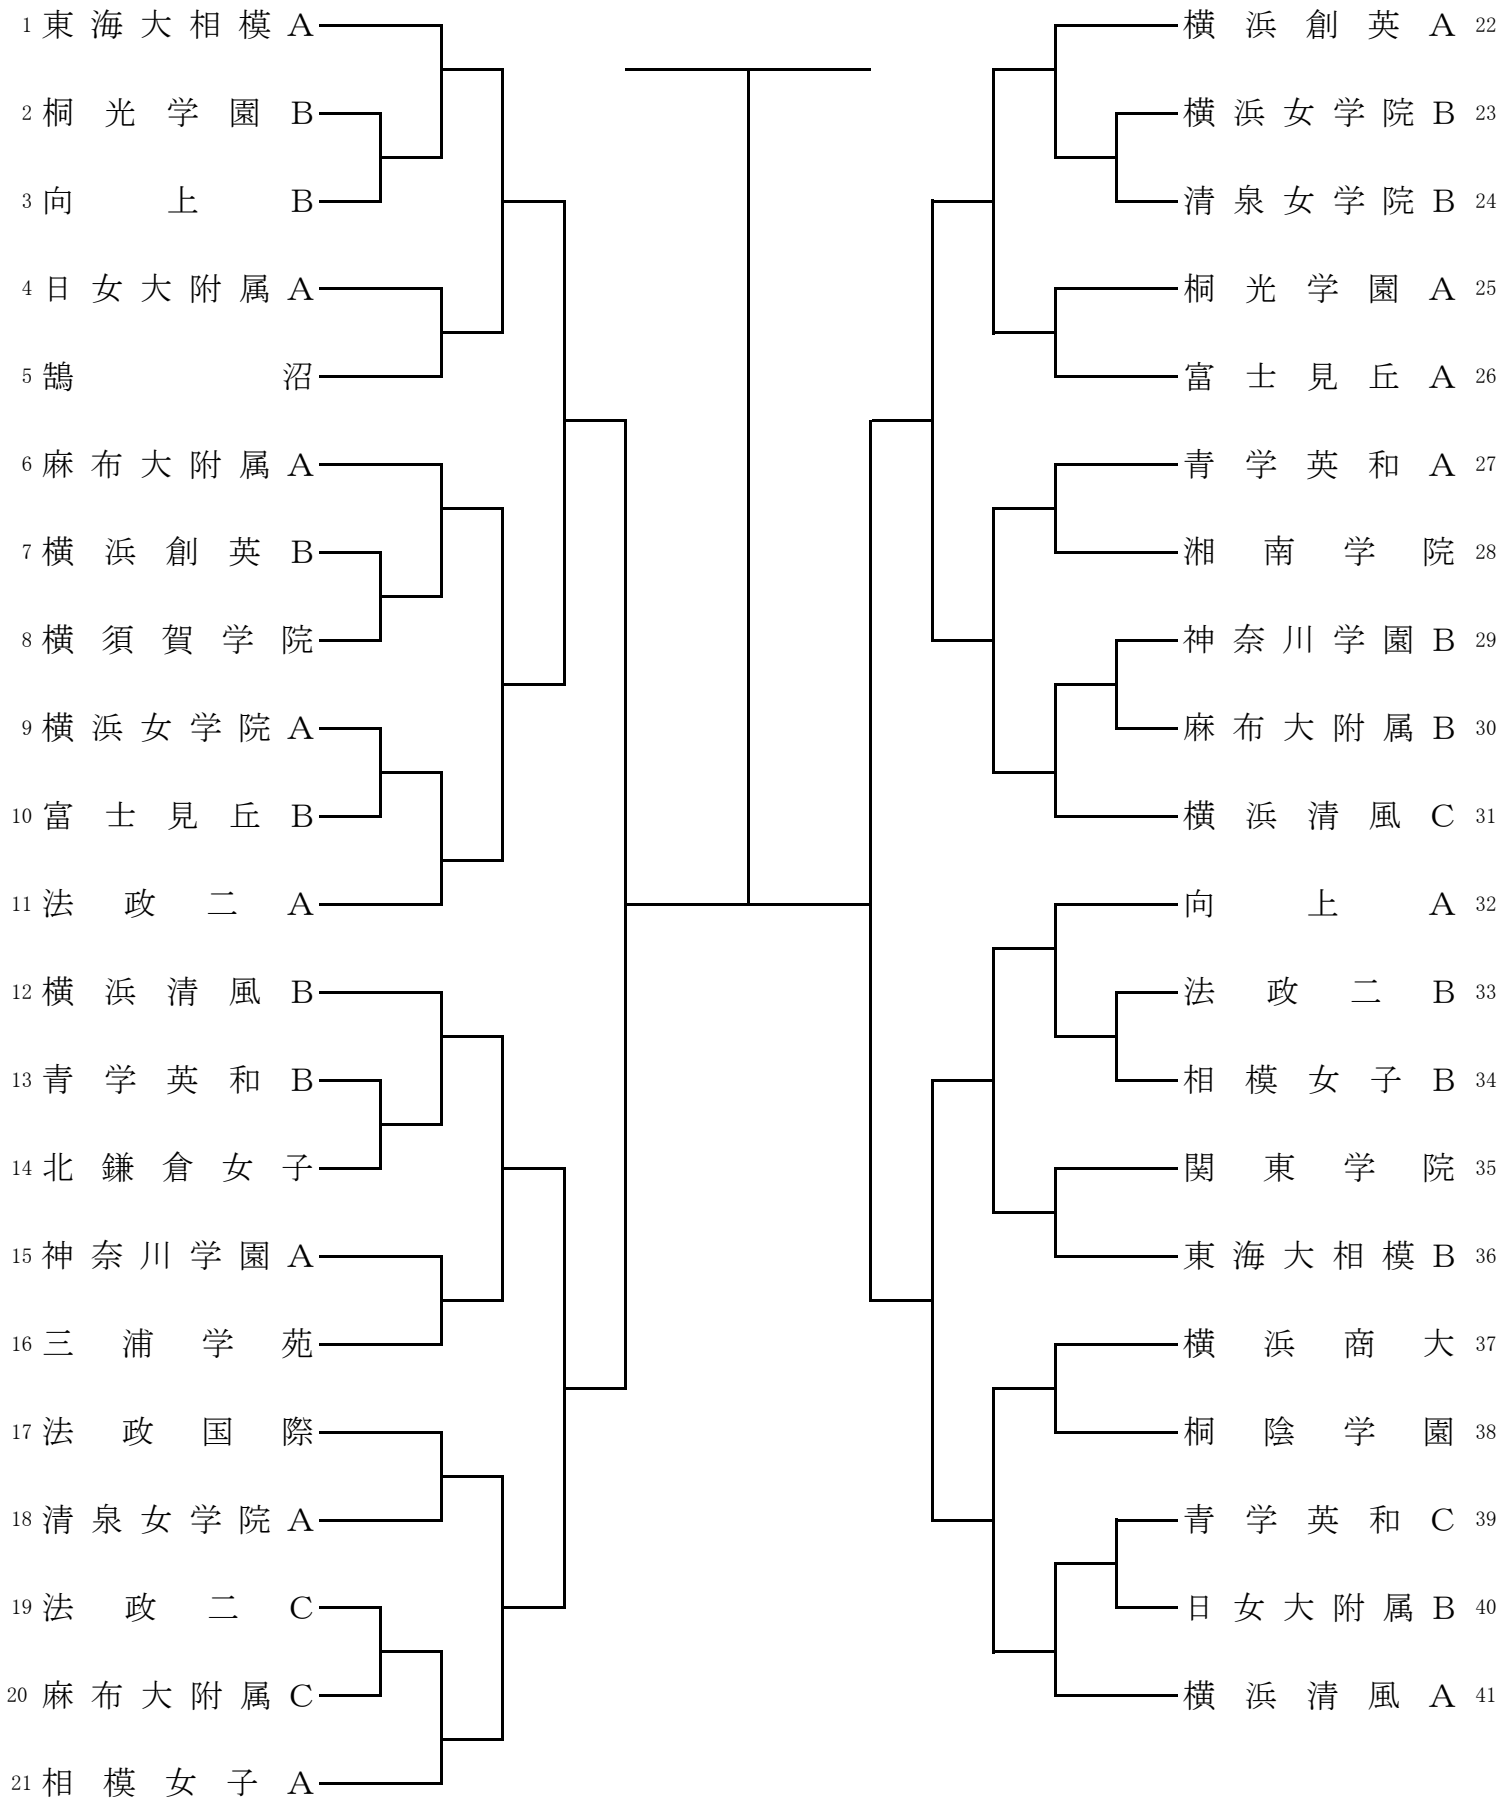 1 東海大相模A
2 桐光学園B
3 向上B
4 日女大附属A
5 鵠沼
6 麻布大附属A
7 横浜創英B
8 横須賀学院
9 横浜女学院A
10 富士見丘B
11 法政二A
12 横浜清風B
13 青学英和B
14 北鎌倉女子
15 神奈川学園A
16 三浦学苑
17 法政国際
18 清泉女学院A
19 法政二C
20 麻布大附属C
21 相模女子A
横浜創英A 22
横浜女学院B 23
清泉女学院B 24
桐光学園A 25
富士見丘A 26
青学英和A 27
湘南学院 28
神奈川学園B 29
麻布大附属B 30
横浜清風C 31
向上A 32
法政二B 33
相模女子B 34
関東学院 35
東海大相模B 36
横浜商大 37
桐陰学園 38
青学英和C 39
日女大附属B 40
横浜清風A 41